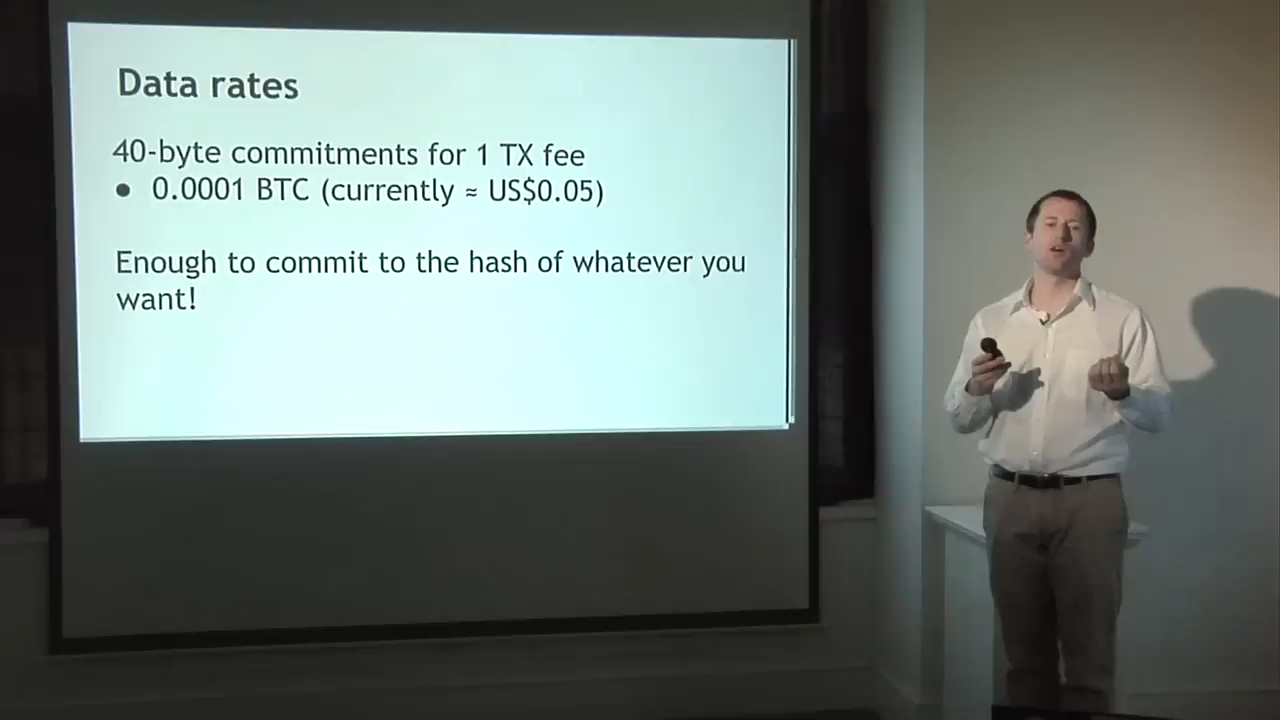 Data rates
40-byte commitments for 1 TX fee
● 0.0001 BTC (currently ≈ US$0.05)
Enough to commit to the hash of whatever you
want!